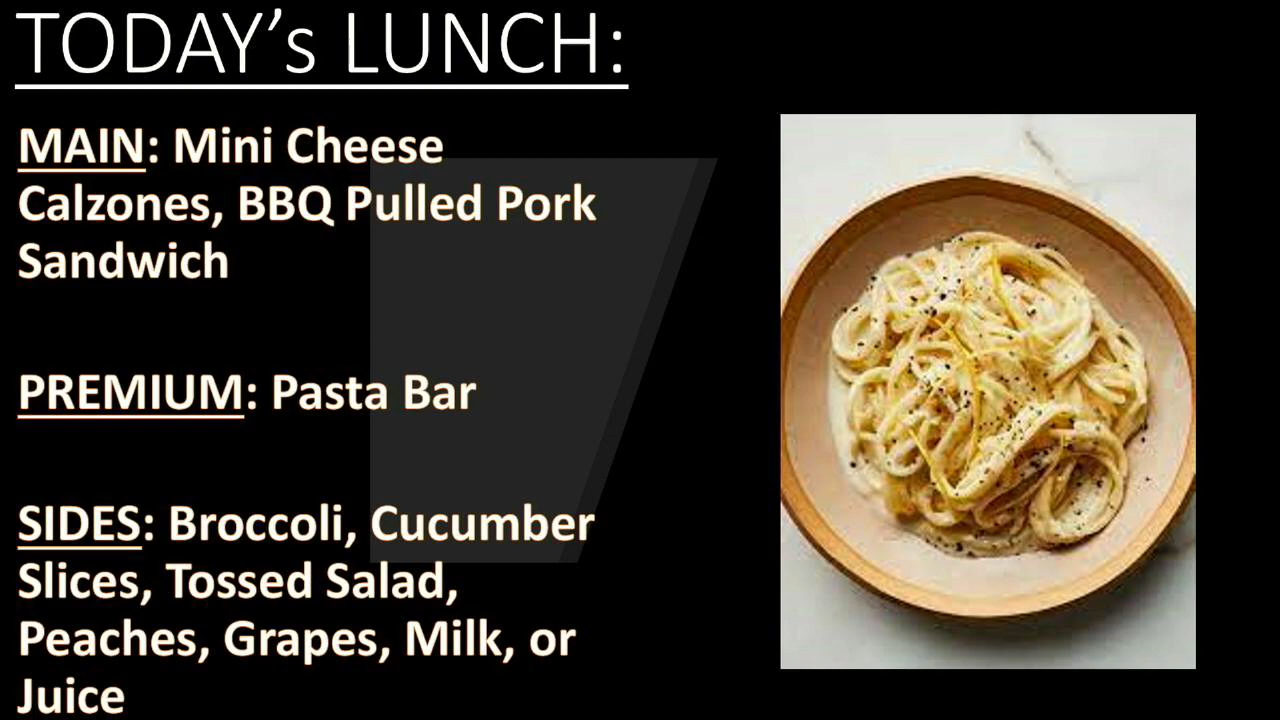 TODAY’s LUNCH:
MAIN: Mini Cheese
Calzones, BBQ Pulled Pork
Sandwich
PREMIUM: Pasta Bar
SIDES: Broccoli, Cucumber
Slices, Tossed Salad,
Peaches, Grapes, Milk, or
Juice